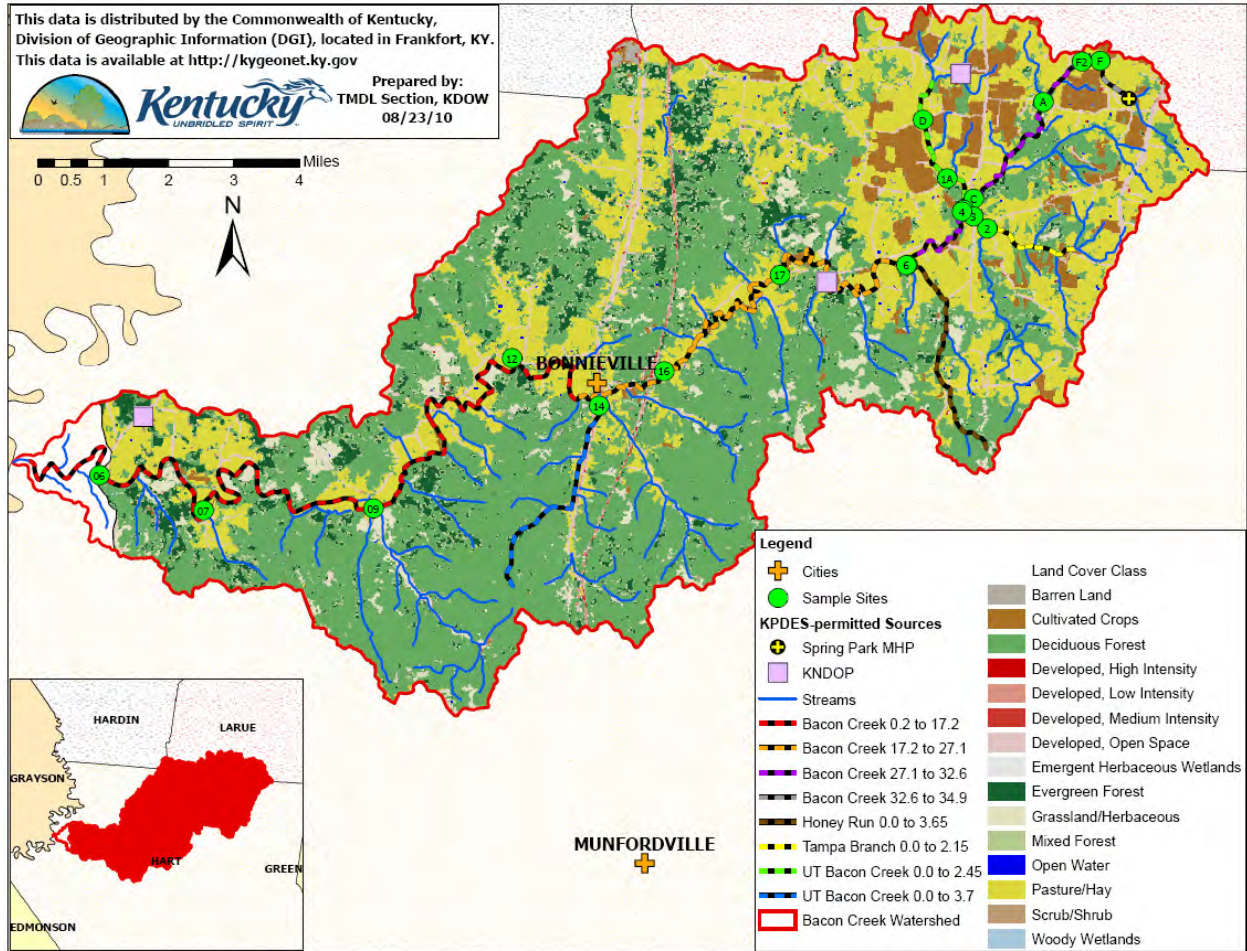 This data is distributed by the Commonwealth of Kentucky,
Division of Geographic Information (DGI), located in Frankfort, KY.
This data is available at http://kygeonet.ky.gov
Kentucky
UNBRIDLED SPIRIT
Prepared by:
TMDL Section, KDOW
08/23/10
Miles
0 0.5 1 2 3 4
N
F2
F
A
D
1A
C
4
3
2
6
17
12
BONNIEVILLE
16
14
06
07
09
MUNFORDVILLE
HARDIN
LARUE
GRAYSON
HART
GREEN
EDMONSON
Legend
Cities
Sample Sites
KPDES-permitted Sources
Spring Park MHP
KNDOP
Streams
Bacon Creek 0.2 to 17.2
Bacon Creek 17.2 to 27.1
Bacon Creek 27.1 to 32.6
Bacon Creek 32.6 to 34.9
Honey Run 0.0 to 3.65
Tampa Branch 0.0 to 2.15
UT Bacon Creek 0.0 to 2.45
UT Bacon Creek 0.0 to 3.7
Bacon Creek Watershed
Land Cover Class
Barren Land
Cultivated Crops
Deciduous Forest
Developed, High Intensity
Developed, Low Intensity
Developed, Medium Intensity
Developed, Open Space
Emergent Herbaceous Wetlands
Evergreen Forest
Grassland/Herbaceous
Mixed Forest
Open Water
Pasture/Hay
Scrub/Shrub
Woody Wetlands